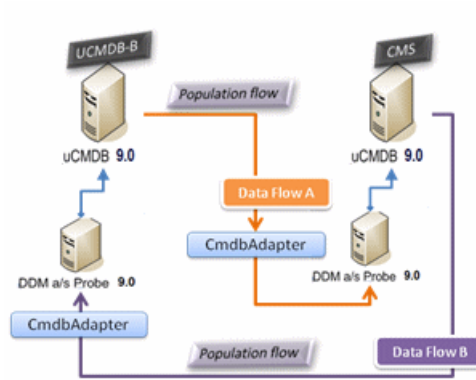 UCMDB-B
CMS
Population flow
uCMDB 9.0
uCMDB 9.0
Data Flow A
CmdbAdapter
DDM a/s Probe 9.0
DDM a/s Probe 9.0
CmdbAdapter
Population flow
Data Flow B